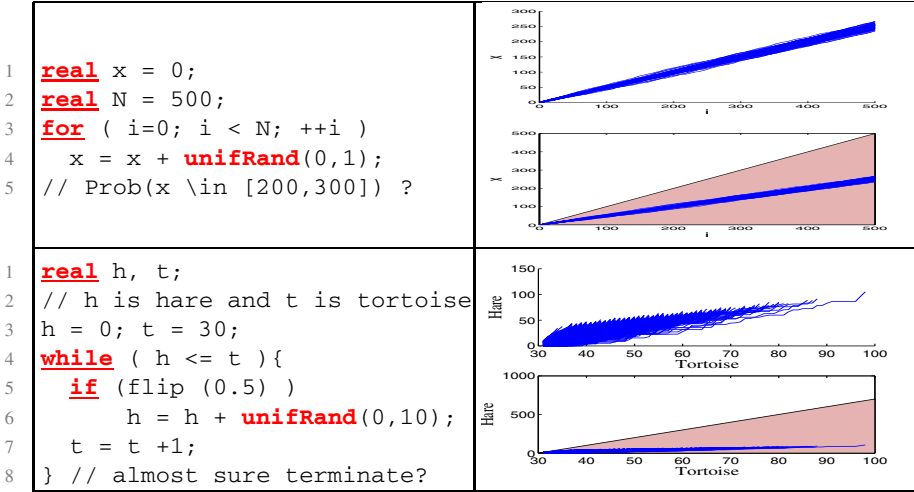 1 real x = 0;
2 real N = 500;
3 for ( i=0; i < N; ++i )
4 x = x + unifRand(0,1);
5 // Prob(x \in [200,300]) ?
300
250
200
150
100
50
0
x
0 100 200 300 400 500
i
500
400
300
200
100
0
x
0 100 200 300 400 500
i
1 real h, t;
2 // h is hare and t is tortoise
3 h = 0; t = 30;
4 while ( h <= t ){
5 if (flip (0.5) )
6 h = h + unifRand(0,10);
7 t = t +1;
8 } // almost sure terminate?
150
100
50
0
Hare
30 40 50 60 70 80 90 100
Tortoise
1000
500
0
Hare
30 40 50 60 70 80 90 100
Tortoise